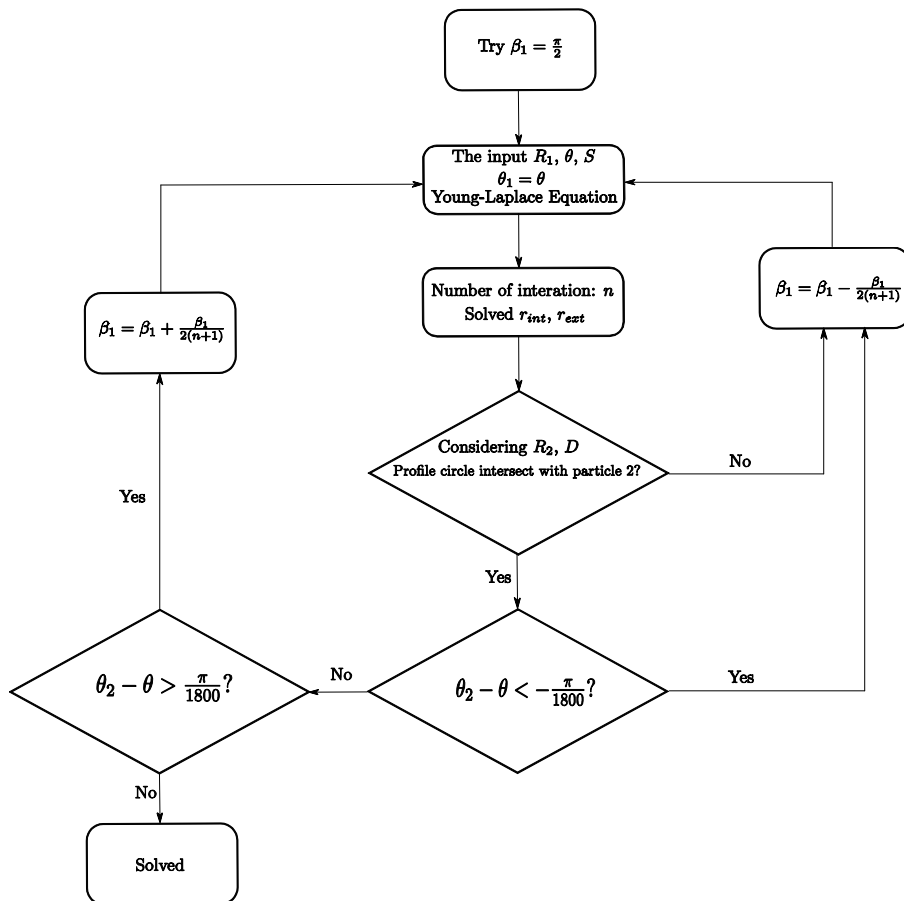 Try β₁ = π/2
The input R₁, θ, S
θ₁ = θ
Young-Laplace Equation
Number of interation: n
Solved r_int, r_ext
β₁ = β₁ + β₁/2(n+1)
β₁ = β₁ − β₁/2(n+1)
Considering R₂, D
Profile circle intersect with particle 2?
No
Yes
Yes
θ₂ − θ > π/1800?
No
θ₂ − θ < −π/1800?
Yes
No
Solved